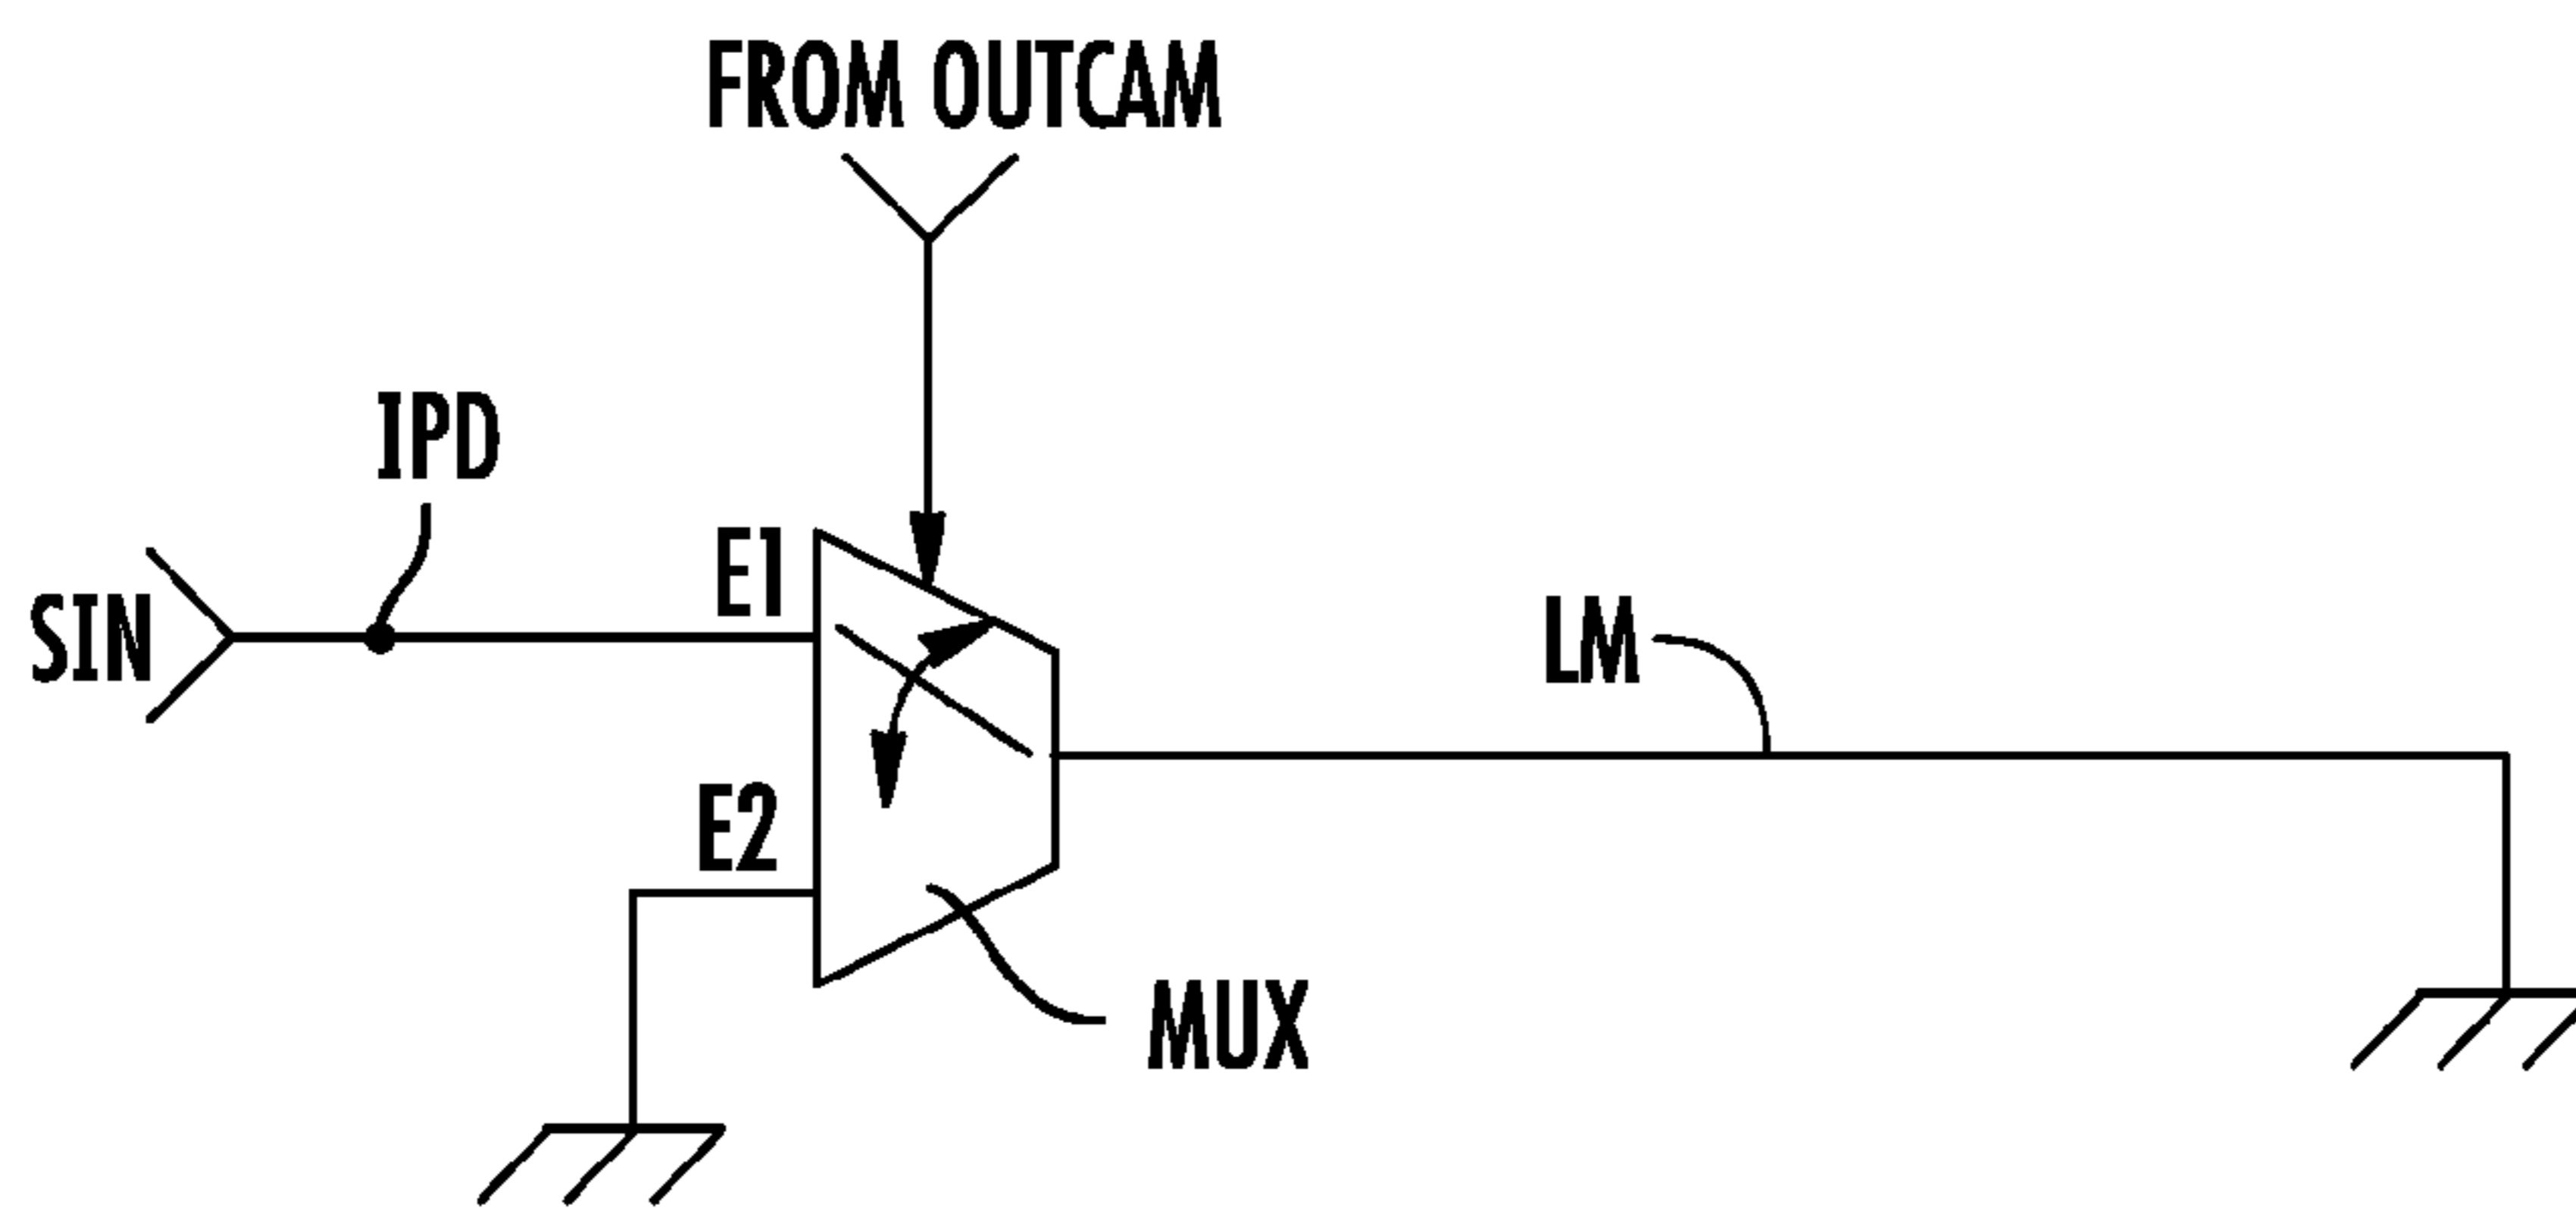 FROM OUTCAM
IPD
SIN
E1
LM
E2
MUX